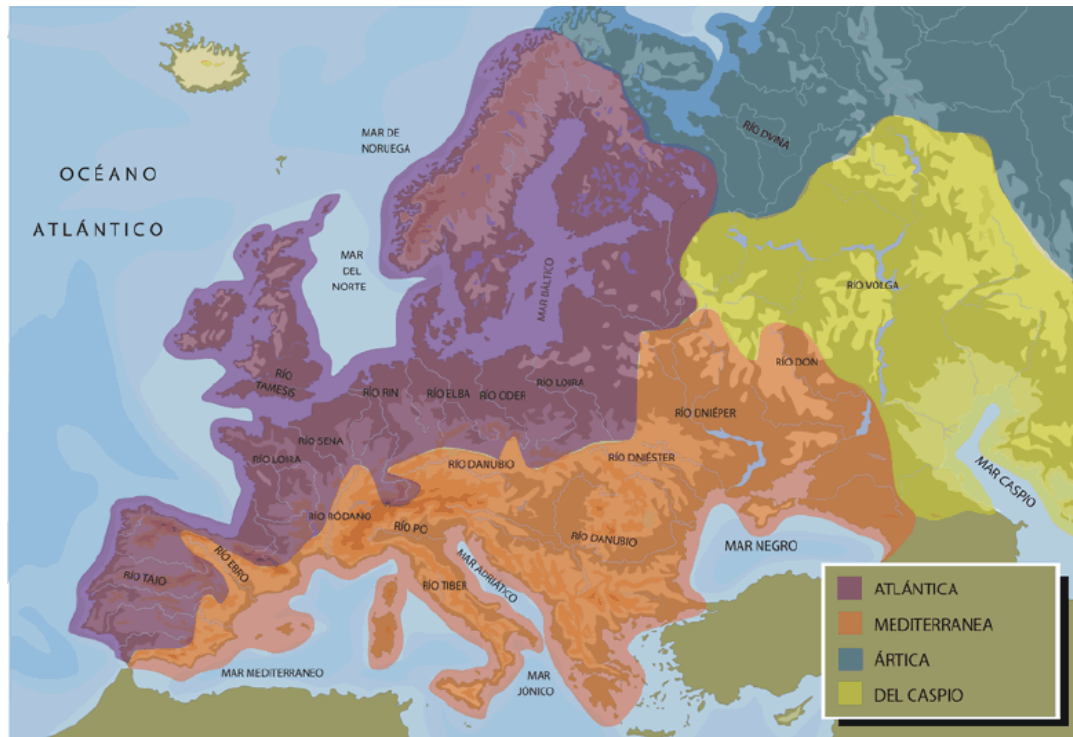 RÍO DVINA
MAR DE
NORUEGA
OCÉANO
ATLÁNTICO
MAR
DEL
NORTE
MAR BÁLTICO
RÍO VOLGA
RÍO
TAMESIS
RÍO RIN
RÍO ELBA
RÍO ODER
RÍO LOIRA
RÍO DON
RÍO DNIÉPER
RÍO SENA
RÍO LOIRA
RÍO DANUBIO
RÍO DNIÉSTER
MAR CASPIO
RÍO RÓDANO
RÍO PO
RÍO DANUBIO
MAR NEGRO
RÍO EBRO
RÍO TAJO
RÍO TIBER
MAR ADRIÁTICO
MAR MEDITERRANEO
MAR
JÓNICO
ATLÁNTICA
MEDITERRANEA
ÁRTICA
DEL CASPIO